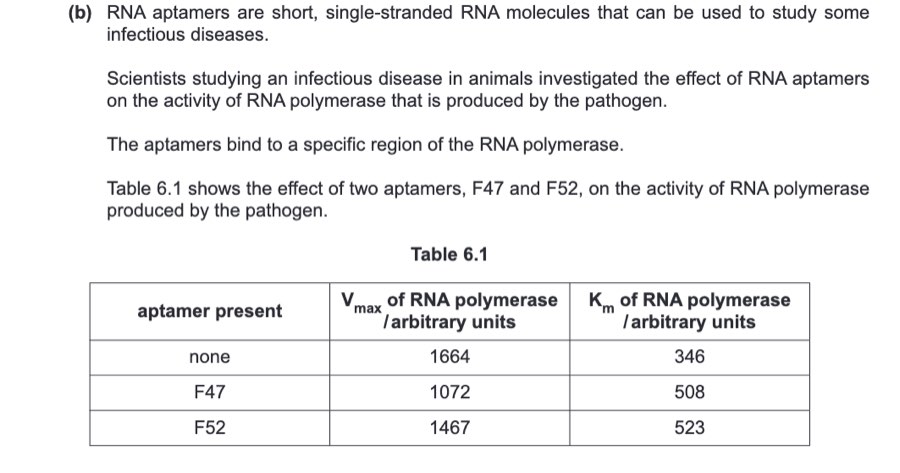 (b) RNA aptamers are short, single-stranded RNA molecules that can be used to study some
infectious diseases.
Scientists studying an infectious disease in animals investigated the effect of RNA aptamers
on the activity of RNA polymerase that is produced by the pathogen.
The aptamers bind to a specific region of the RNA polymerase.
Table 6.1 shows the effect of two aptamers, F47 and F52, on the activity of RNA polymerase
produced by the pathogen.
Table 6.1
aptamer present | Vmax of RNA polymerase /arbitrary units | Km of RNA polymerase /arbitrary units
none | 1664 | 346
F47 | 1072 | 508
F52 | 1467 | 523